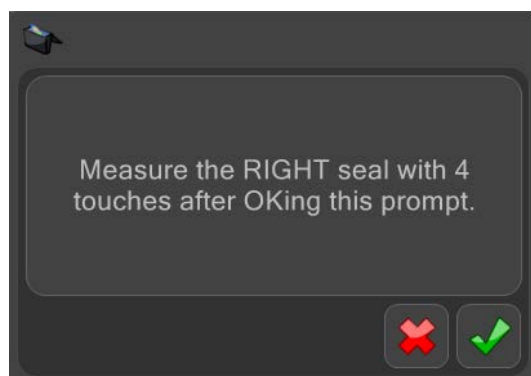 Measure the RIGHT seal with 4
touches after OKing this prompt.